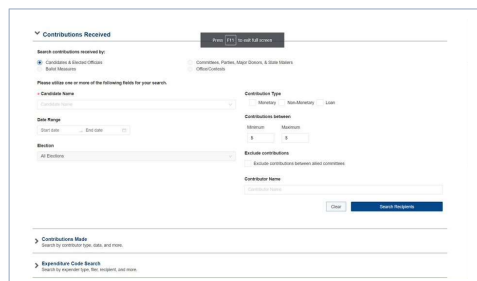 Contributions Received
Press F11 to exit full screen
Search contributions received by:
Candidates & Elected Officials
Committees, Parties, Major Donors, & Slate Mailers
Ballot Measures
Office/Contests
Please utilize one or more of the following fields for your search.
Candidate Name
Candidate Name
Contribution Type
Monetary Non-Monetary Loan
Date Range
Start date → End date
Contributions between
Minimum Maximum
$ $
Election
All Elections
Exclude contributions
Exclude contributions between allied committees
Contributor Name
Contributor Name
Clear Search Recipients
Contributions Made
Search by contributor type, data, and more.
Expenditure Code Search
Search by expender type, filer, recipient, and more.